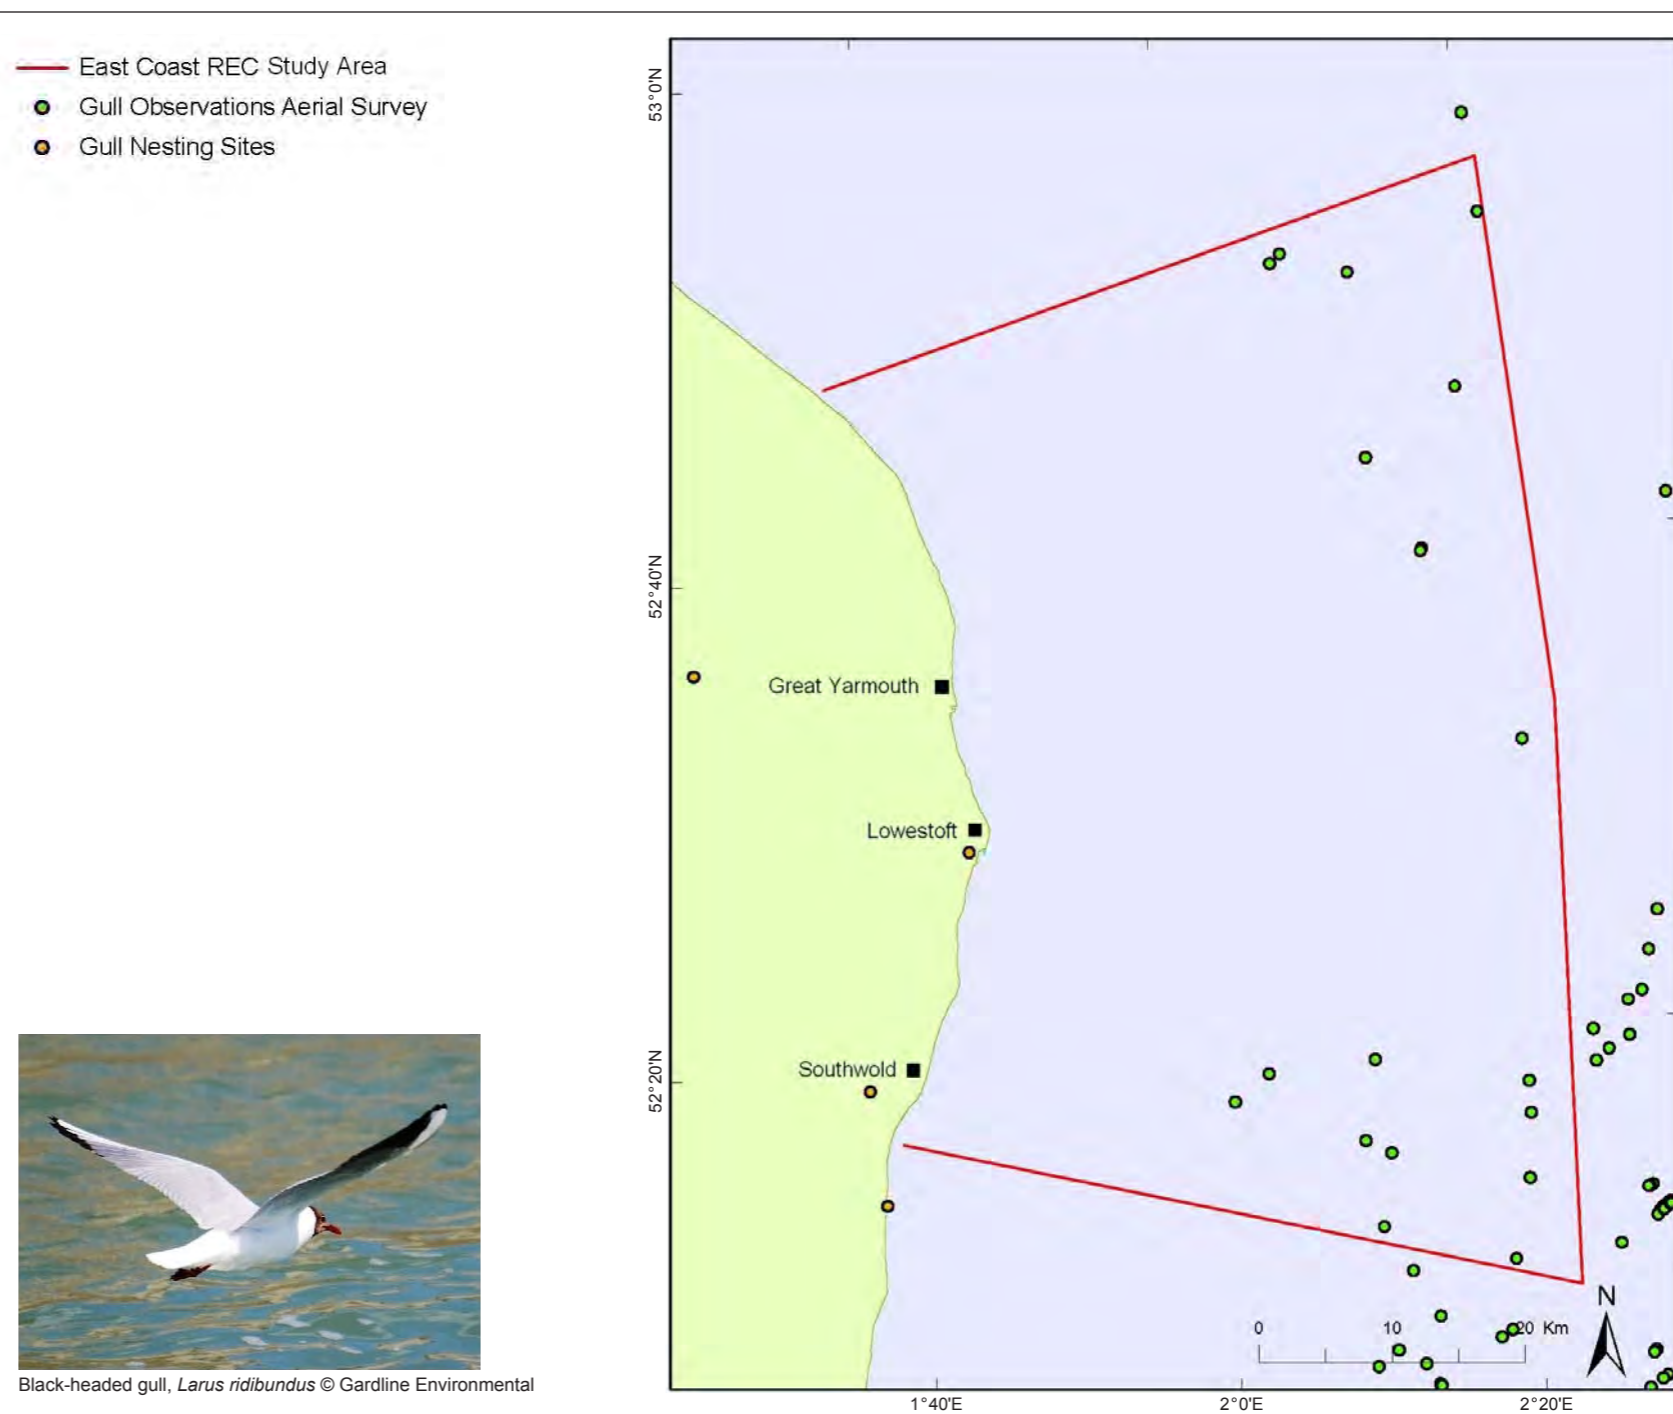 East Coast REC Study Area
Gull Observations Aerial Survey
Gull Nesting Sites
53°0'N
52°40'N
52°20'N
Great Yarmouth
Lowestoft
Southwold
N
0 10 20 Km
1°40'E 2°0'E 2°20'E
Black-headed gull, Larus ridibundus © Gardline Environmental